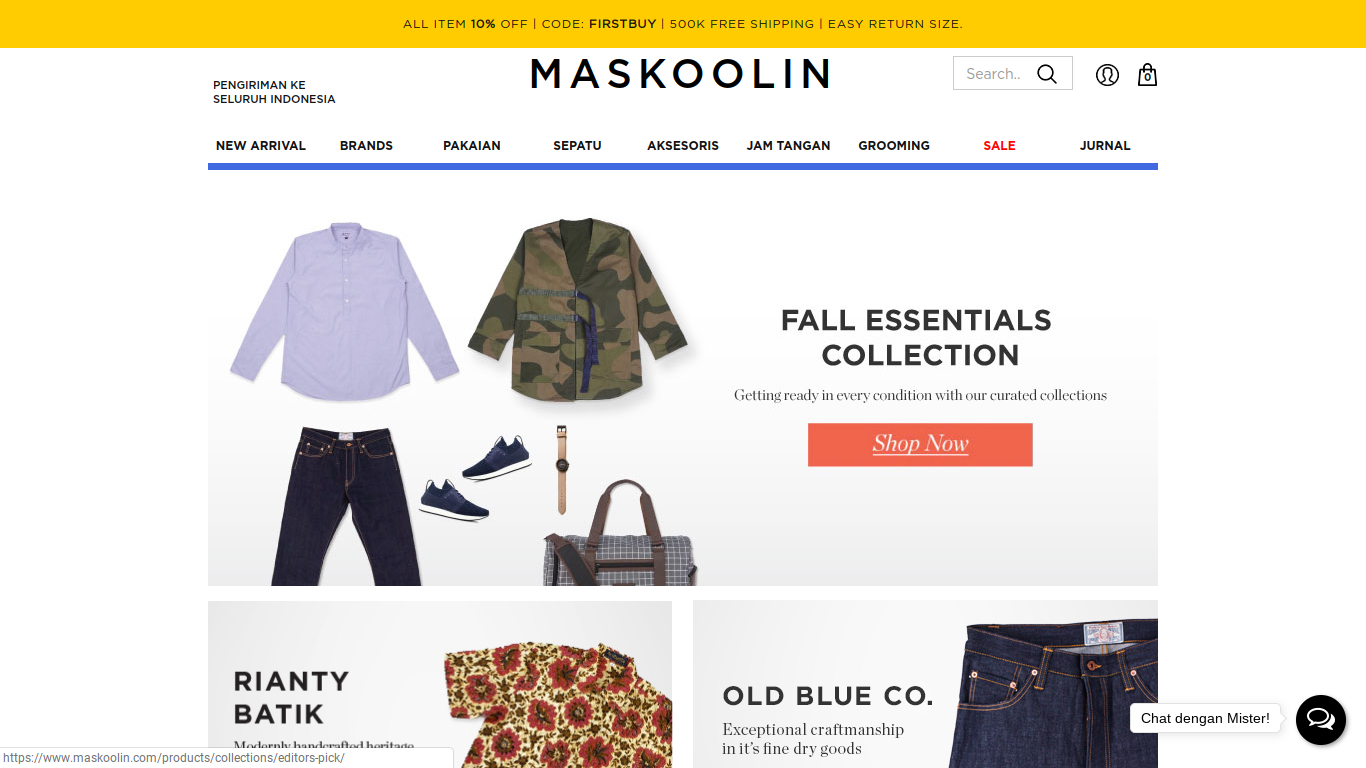 ALL ITEM 10% OFF | CODE: FIRSTBUY | 500K FREE SHIPPING | EASY RETURN SIZE.
PENGIRIMAN KE
SELURUH INDONESIA
MASKOOLIN
Search..
0
NEW ARRIVAL BRANDS PAKAIAN SEPATU AKSESORIS JAM TANGAN GROOMING SALE JURNAL
FALL ESSENTIALS
COLLECTION
Getting ready in every condition with our curated collections
Shop Now
RIANTY
BATIK
Modernly handcrafted heritage
OLD BLUE CO.
Exceptional craftmanship
in it's fine dry goods
Chat dengan Mister!
https://www.maskoolin.com/products/collections/editors-pick/